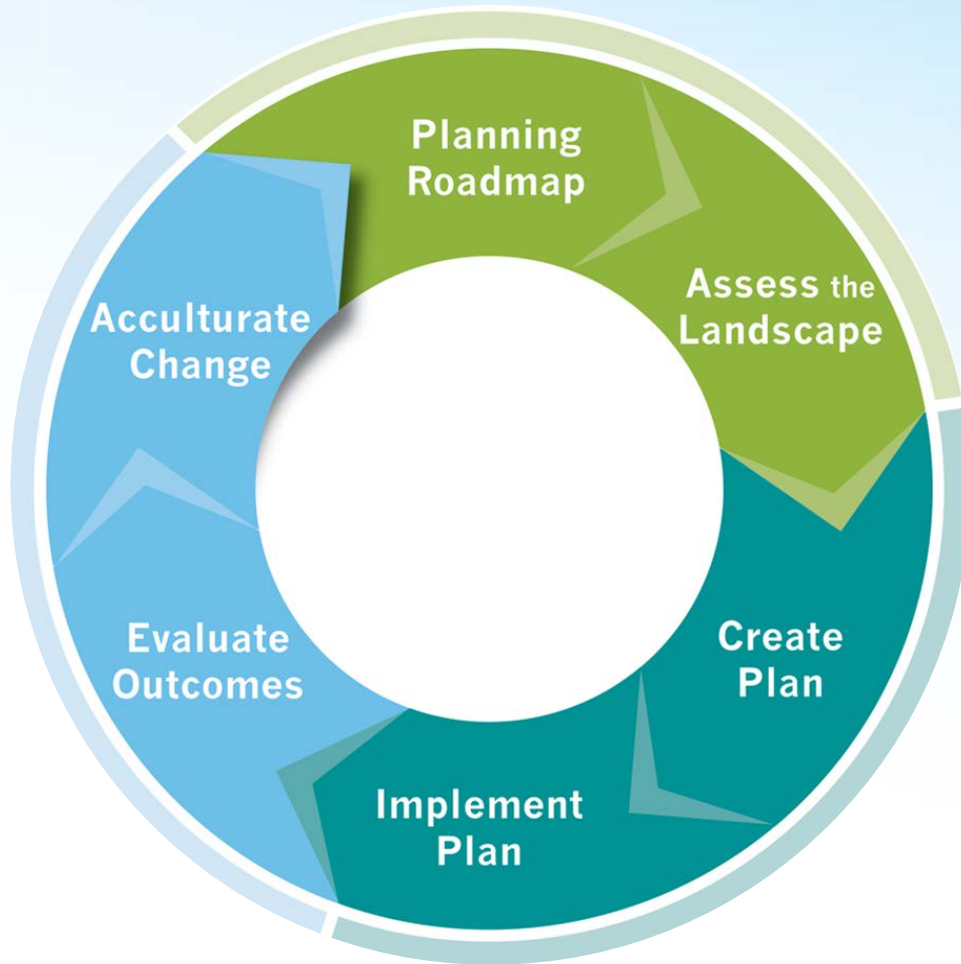 Planning
Roadmap
Assess the
Landscape
Create
Plan
Implement
Plan
Evaluate
Outcomes
Acculturate
Change